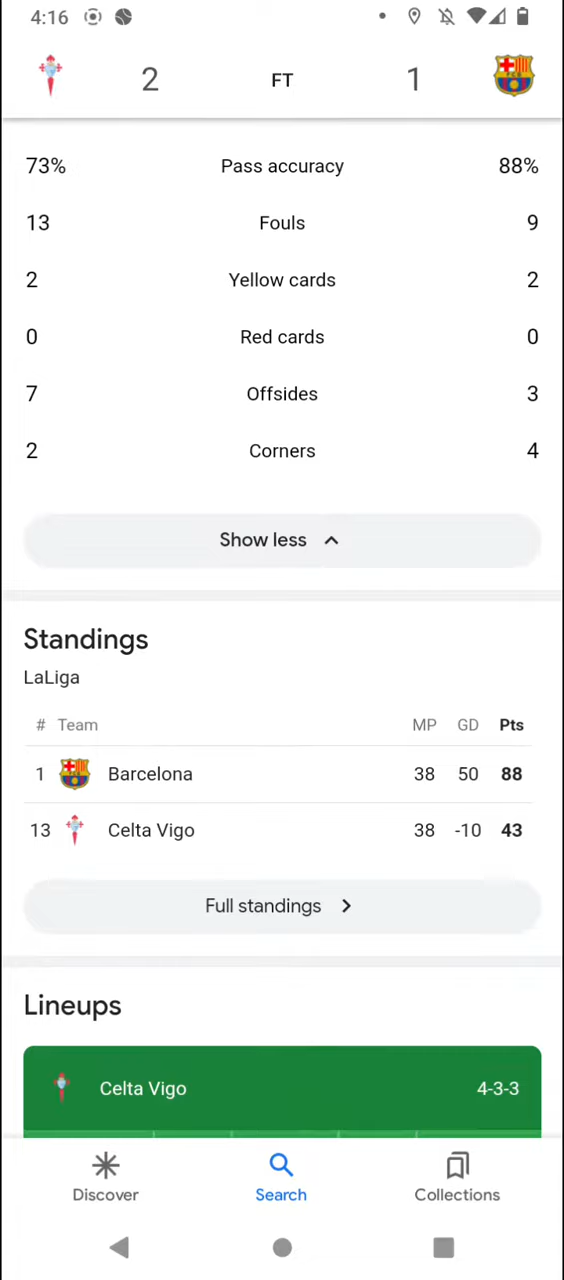 4:16
2 FT 1
73% Pass accuracy 88%
13 Fouls 9
2 Yellow cards 2
0 Red cards 0
7 Offsides 3
2 Corners 4
Show less
Standings
LaLiga
# Team MP GD Pts
1 Barcelona 38 50 88
13 Celta Vigo 38 -10 43
Full standings
Lineups
Celta Vigo 4-3-3
Discover Search Collections